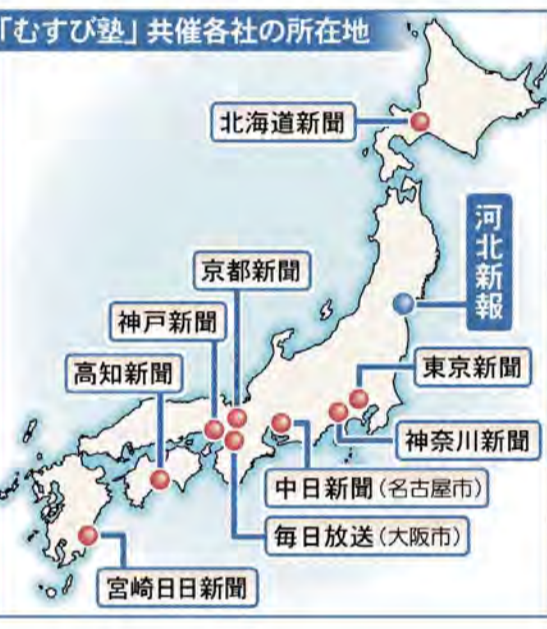 「むすび塾」共催各社の所在地
北海道新聞
河北新報
京都新聞
神戸新聞
高知新聞
東京新聞
神奈川新聞
中日新聞(名古屋市)
毎日放送(大阪市)
宮崎日日新聞